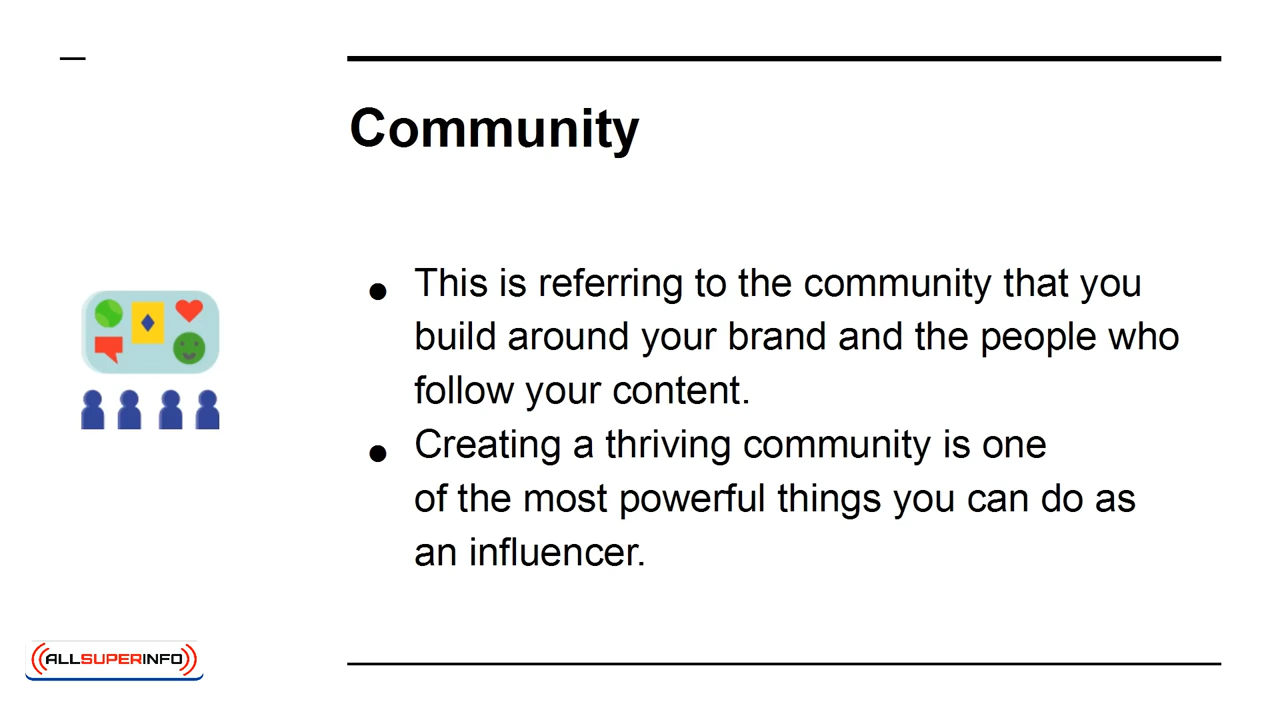 Community
● This is referring to the community that you
build around your brand and the people who
follow your content.
● Creating a thriving community is one
of the most powerful things you can do as
an influencer.
ALLSUPERINFO